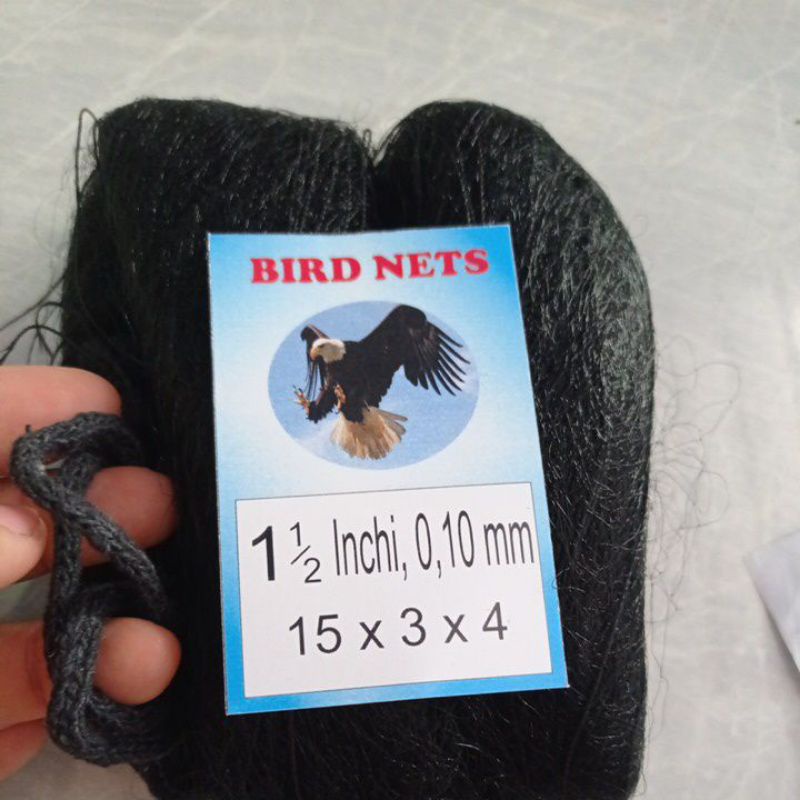 BIRD NETS
1 1/2 Inchi, 0,10 mm
15 x 3 x 4